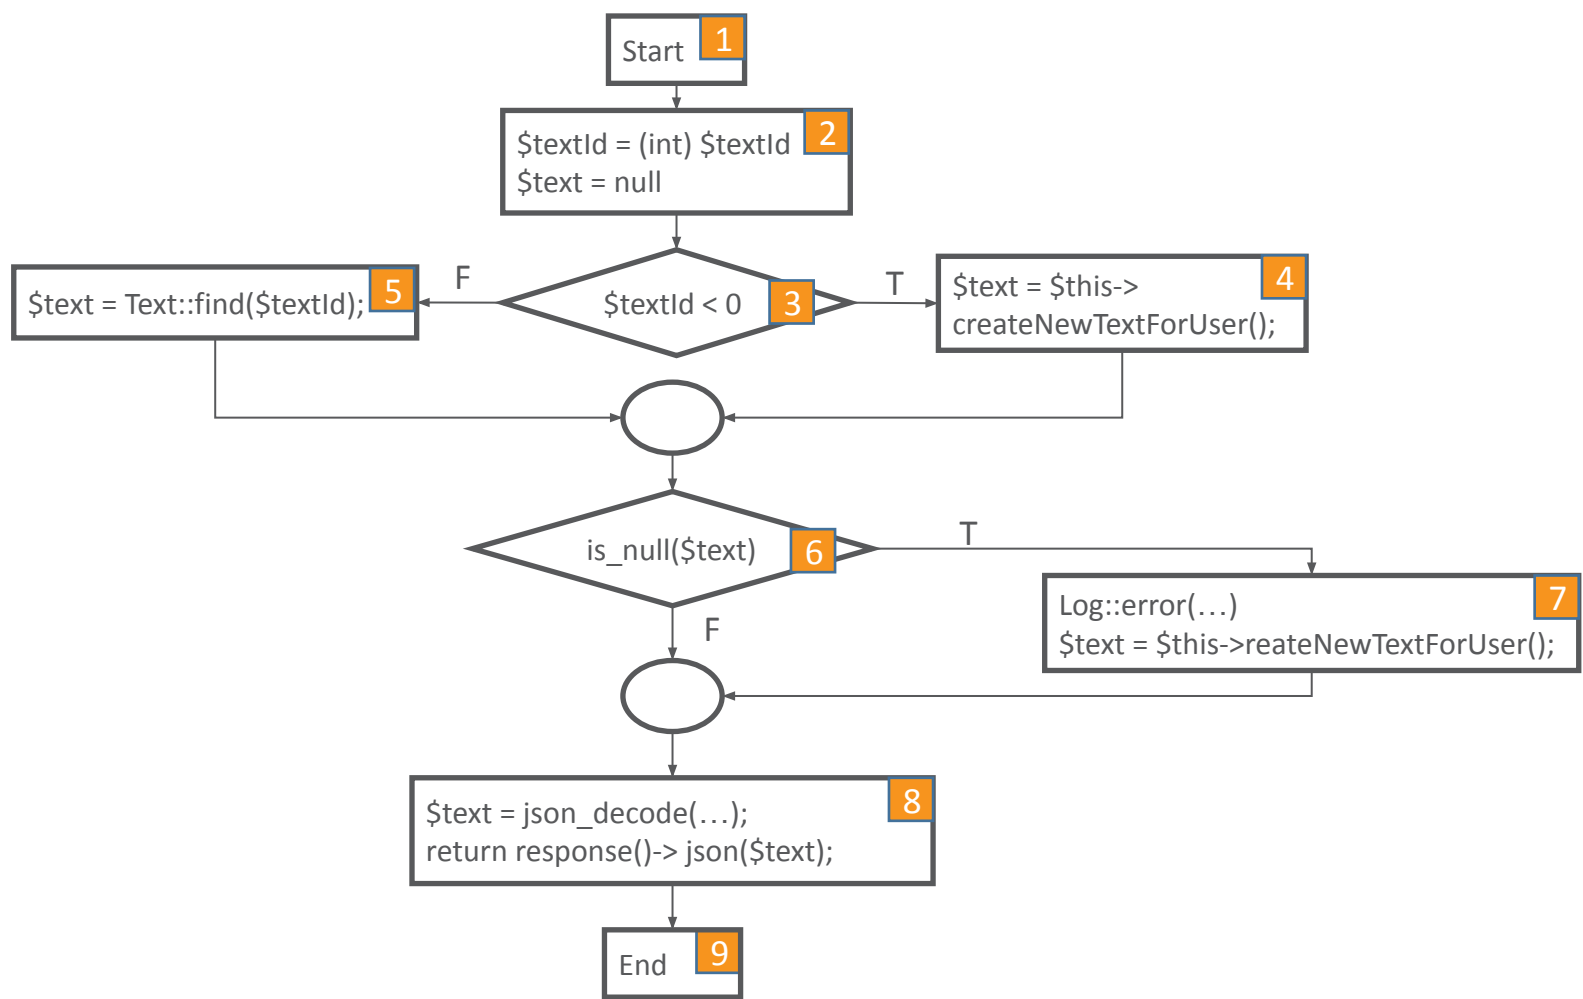 Start 1
2
$textId = (int) $textId
$text = null
$text = Text::find($textId); 5
F
$textId < 0 3
T
4
$text = $this->
createNewTextForUser();
is_null($text) 6
T
F
Log::error(…) 7
$text = $this->reateNewTextForUser();
$text = json_decode(…); 8
return response()-> json($text);
End 9